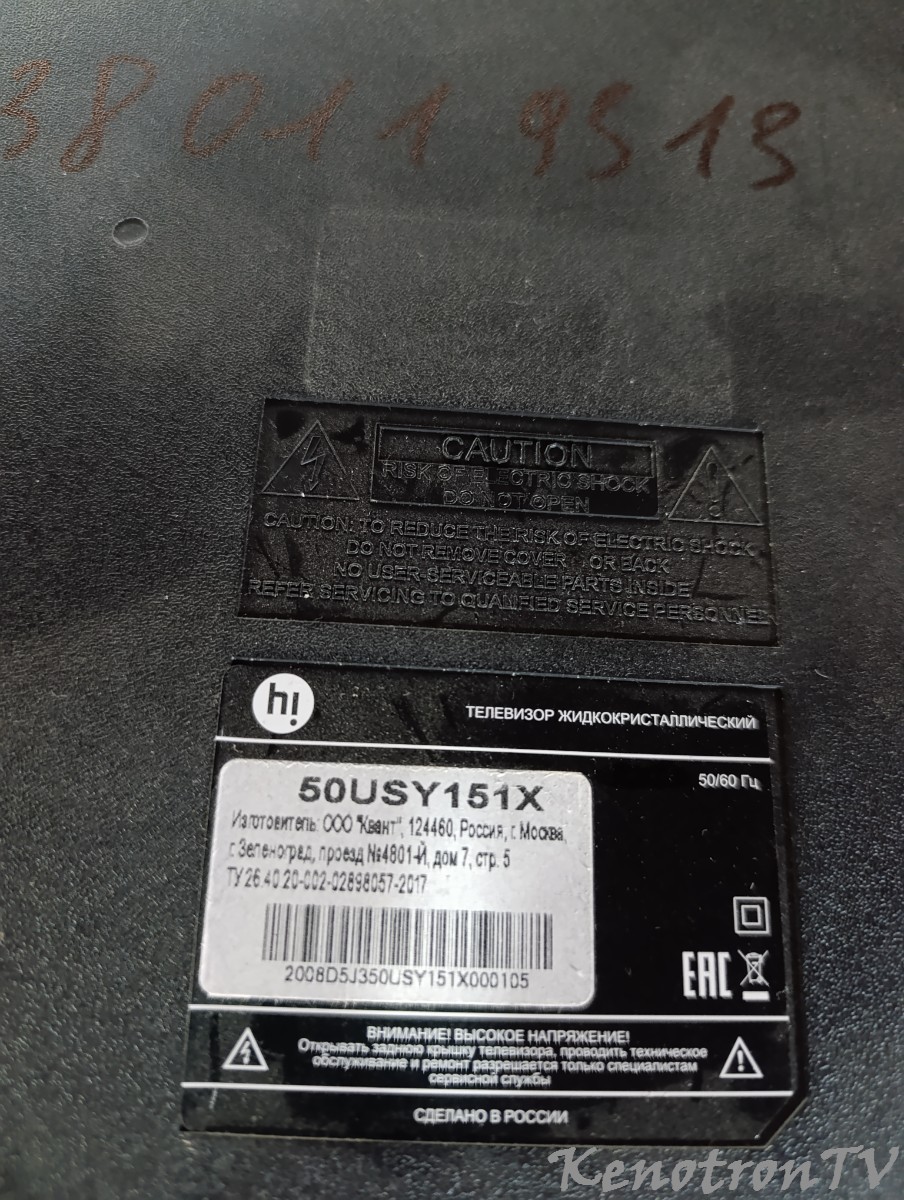 38011 9513
CAUTION
RISK OF ELECTRIC SHOCK
DO NOT OPEN
CAUTION: TO REDUCE THE RISK OF ELECTRIC SHOCK
DO NOT REMOVE COVER OR BACK
NO USER-SERVICEABLE PARTS INSIDE
REFER SERVICING TO QUALIFIED SERVICE PERSONNEL
hi
ТЕЛЕВИЗОР ЖИДКОКРИСТАЛЛИЧЕСКИЙ
50/60 Гц
50USY151X
Изготовитель: ООО "Квант", 124460, Россия, г. Москва,
г. Зеленоград, проезд №4801-Й, дом 7, стр. 5
ТУ 26.40.20-002-02898057-2017
2008D5J350USY151X000105
EAC
ВНИМАНИЕ! ВЫСОКОЕ НАПРЯЖЕНИЕ!
Открывать заднюю крышку телевизора, проводить техническое
обслуживание и ремонт разрешается только специалистам
сервисной службы
СДЕЛАНО В РОССИИ
KenotronTV